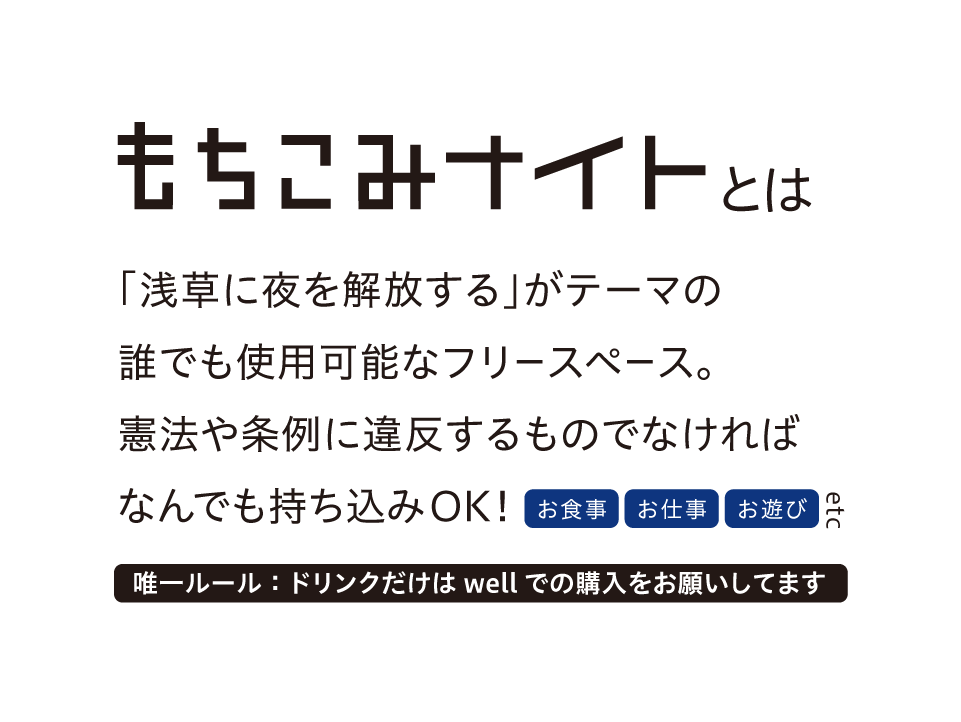 もちこみナイトとは
「浅草に夜を解放する」がテーマの
誰でも使用可能なフリースペース。
憲法や条例に違反するものでなければ
なんでも持ち込みOK! お食事 お仕事 お遊び etc
唯一ルール：ドリンクだけは well での購入をお願いしてます